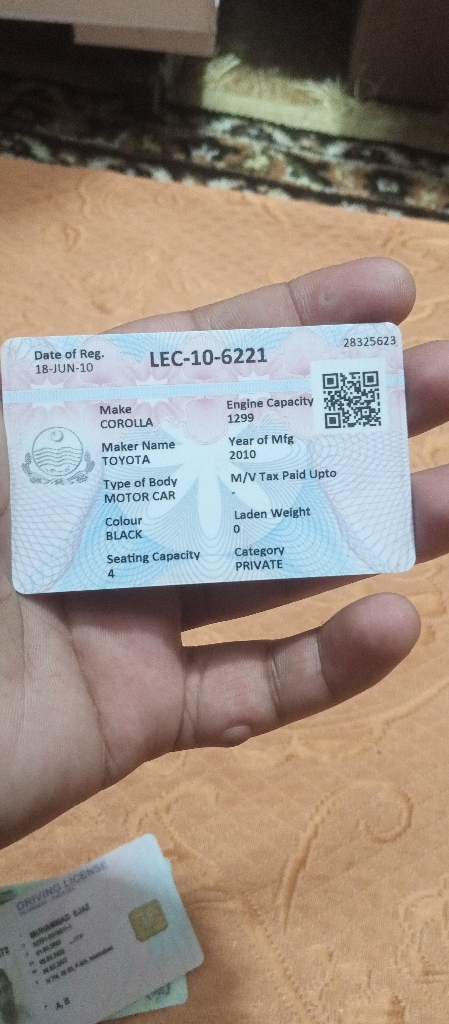 28325623
Date of Reg.
18-JUN-10
LEC-10-6221
Make
COROLLA
Engine Capacity
1299
Maker Name
TOYOTA
Year of Mfg
2010
Type of Body
MOTOR CAR
M/V Tax Paid Upto
-
Colour
BLACK
Laden Weight
0
Seating Capacity
4
Category
PRIVATE
DRIVING LICENSE
MUHAMMAD EJAZ